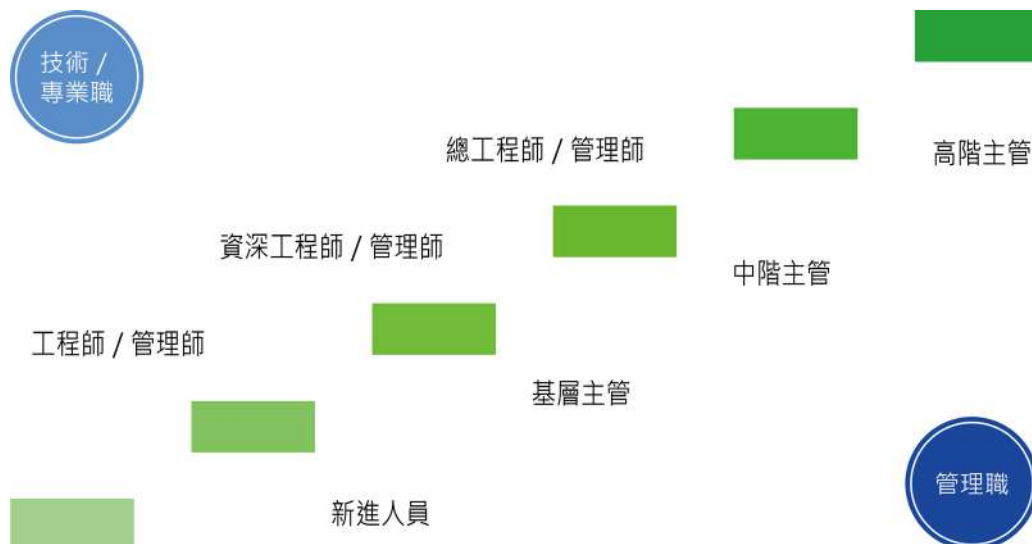 技術 /
專業職
總工程師 / 管理師
高階主管
資深工程師 / 管理師
中階主管
工程師 / 管理師
基層主管
管理職
新進人員